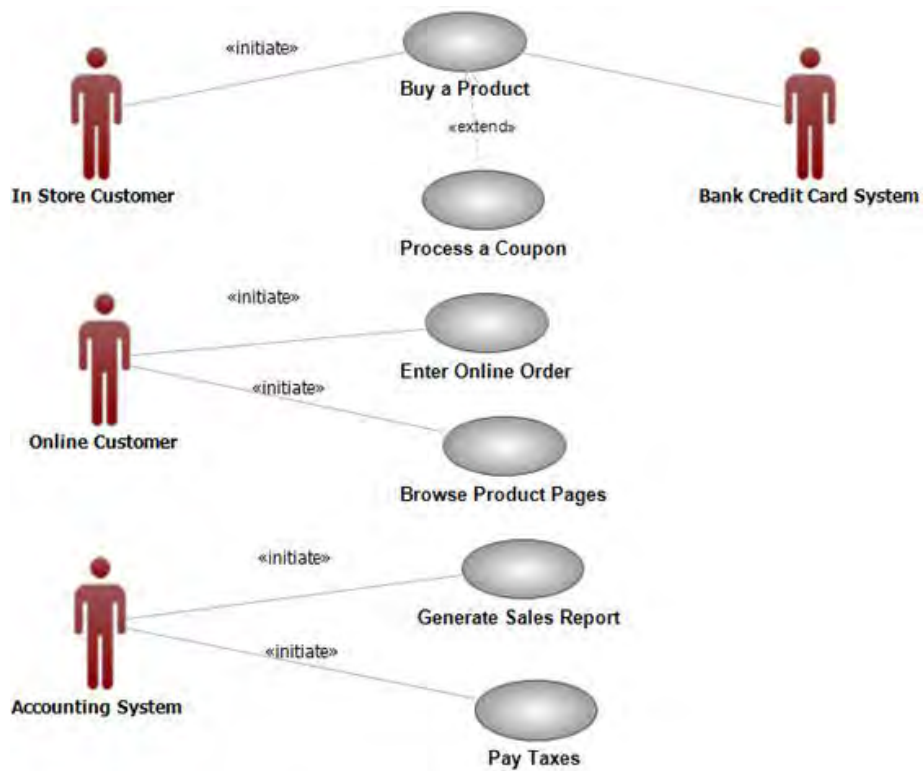 «initiate»
Buy a Product
«extend»
In Store Customer
Bank Credit Card System
Process a Coupon
«initiate»
Enter Online Order
«initiate»
Online Customer
Browse Product Pages
«initiate»
Generate Sales Report
«initiate»
Accounting System
Pay Taxes